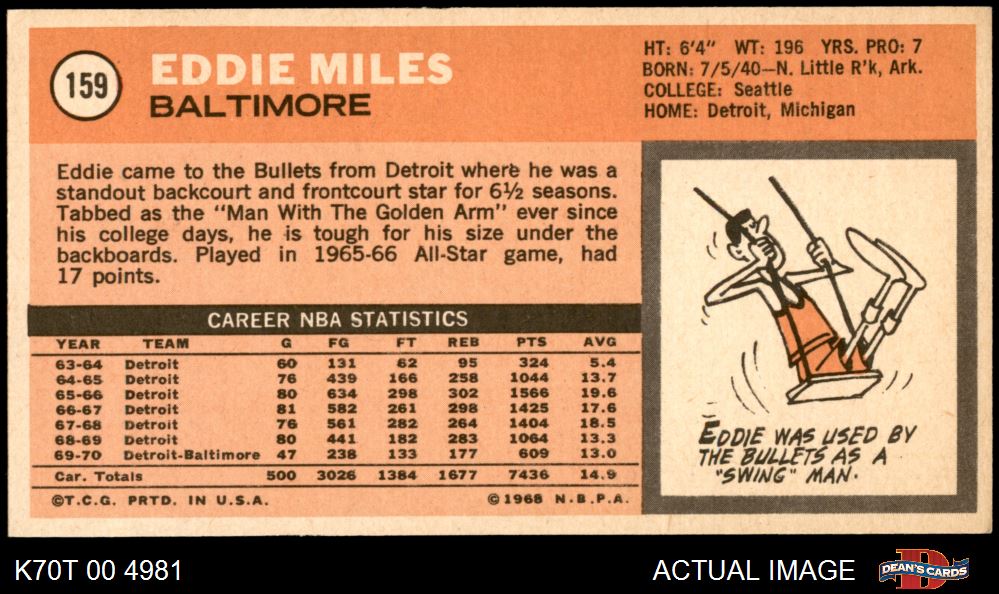 159
EDDIE MILES
BALTIMORE
HT: 6'4" WT: 196 YRS. PRO: 7
BORN: 7/5/40—N. Little R'k, Ark.
COLLEGE: Seattle
HOME: Detroit, Michigan
Eddie came to the Bullets from Detroit where he was a
standout backcourt and frontcourt star for 6½ seasons.
Tabbed as the "Man With The Golden Arm" ever since
his college days, he is tough for his size under the
backboards. Played in 1965-66 All-Star game, had
17 points.
CAREER NBA STATISTICS
YEAR TEAM G FG FT REB PTS AVG
63-64 Detroit 60 131 62 95 324 5.4
64-65 Detroit 76 439 166 258 1044 13.7
65-66 Detroit 80 634 298 302 1566 19.6
66-67 Detroit 81 582 261 298 1425 17.6
67-68 Detroit 76 561 282 264 1404 18.5
68-69 Detroit 80 441 182 283 1064 13.3
69-70 Detroit-Baltimore 47 238 133 177 609 13.0
Car. Totals 500 3026 1384 1677 7436 14.9
©T.C.G. PRTD. IN U.S.A. ©1968 N.B.P.A.
EDDIE WAS USED BY
THE BULLETS AS A
"SWING" MAN.
K70T 00 4981
ACTUAL IMAGE
D
DEAN'S CARDS